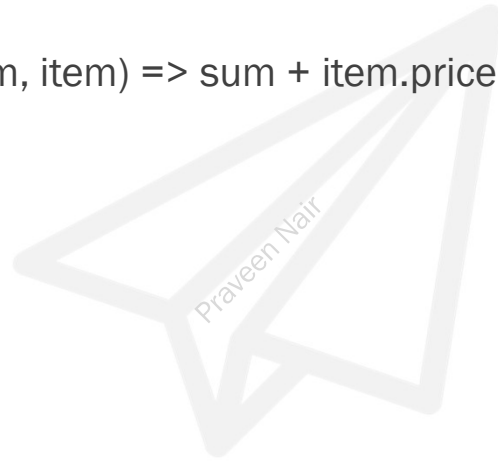 m, item) => sum + item.price
Praveen Nair